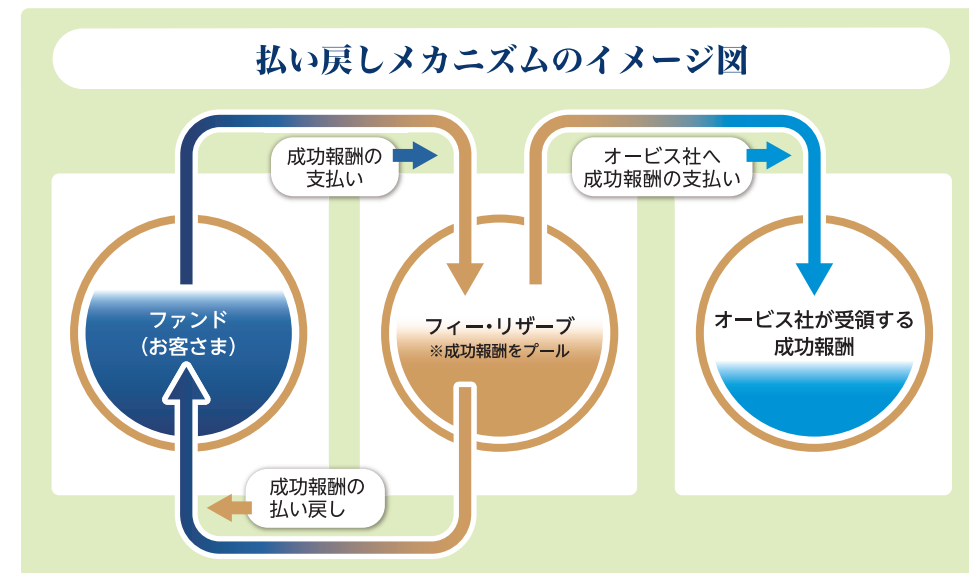 払い戻しメカニズムのイメージ図
成功報酬の
支払い
オービス社へ
成功報酬の支払い
ファンド
（お客さま）
フィー・リザーブ
※成功報酬をプール
オービス社が受領する
成功報酬
成功報酬の
払い戻し